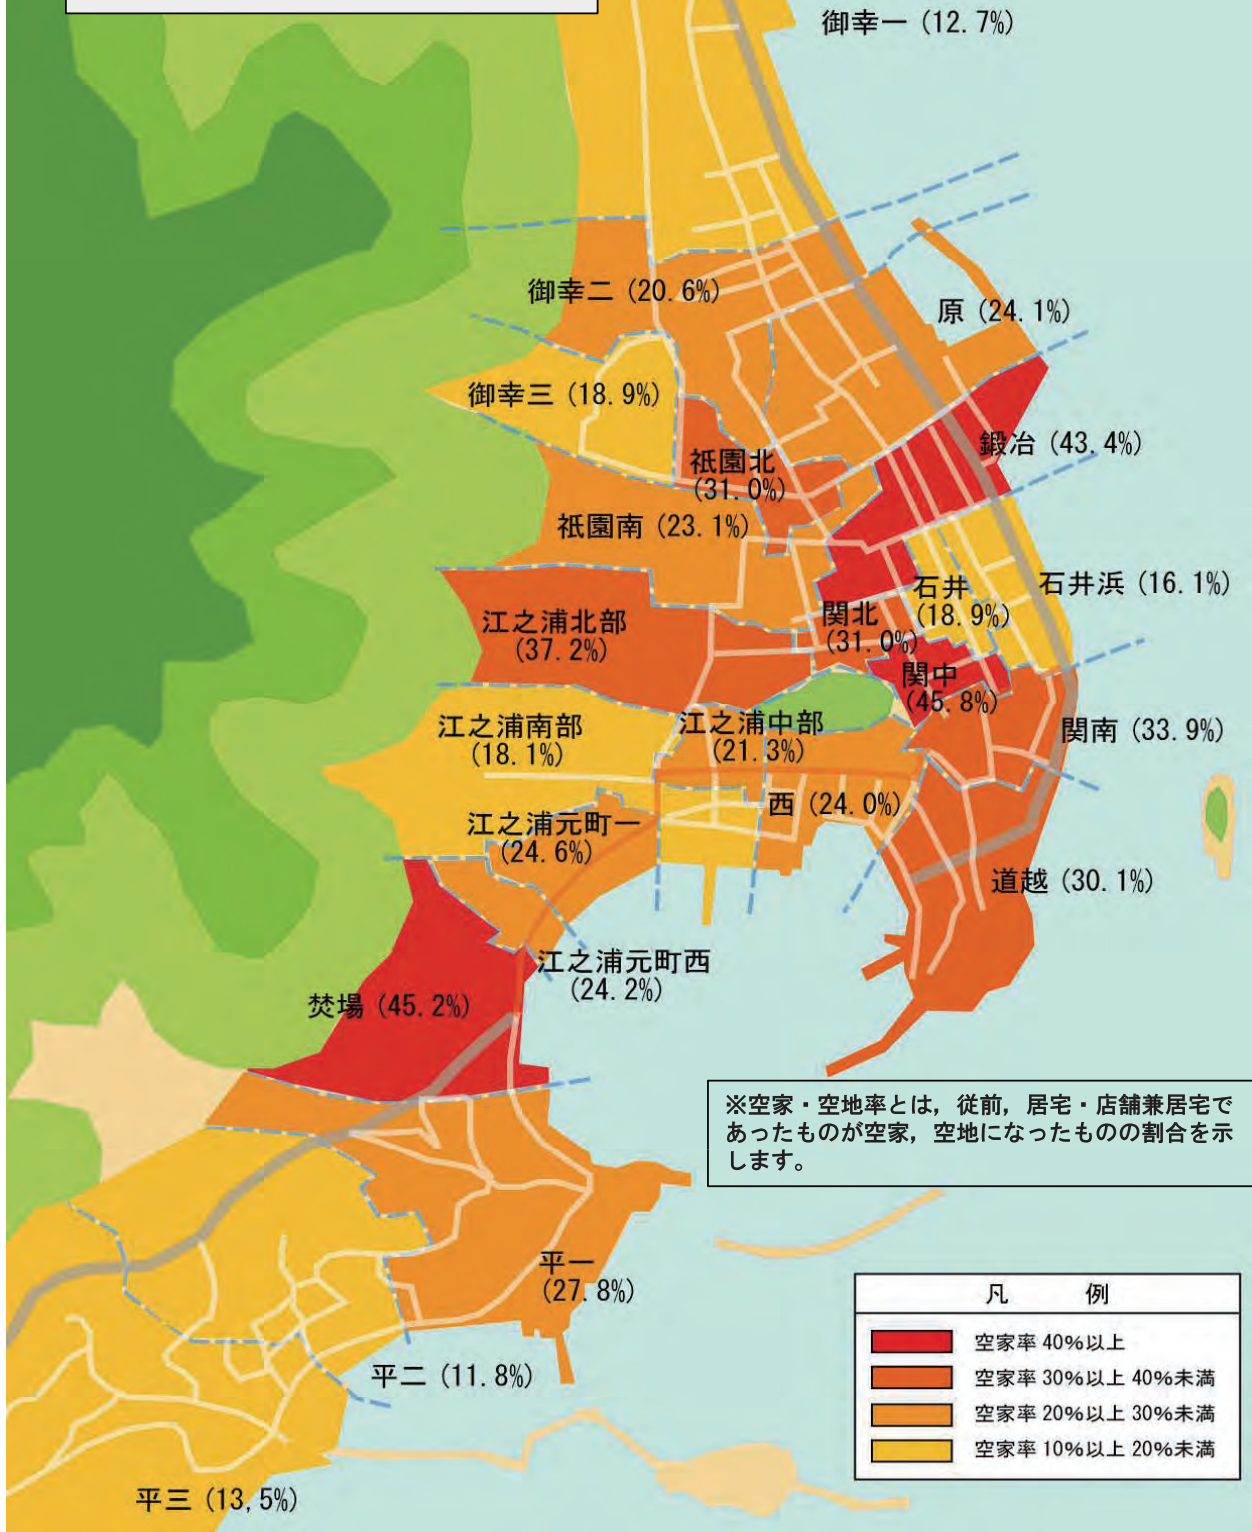 御幸一 (12.7%)
御幸二 (20.6%)
原 (24.1%)
御幸三 (18.9%)
鍛冶 (43.4%)
祇園北
(31.0%)
祇園南 (23.1%)
石井浜 (16.1%)
石井
(18.9%)
関北
(31.0%)
江之浦北部
(37.2%)
関中
(45.8%)
江之浦南部
(18.1%)
江之浦中部
(21.3%)
関南 (33.9%)
西 (24.0%)
江之浦元町一
(24.6%)
道越 (30.1%)
江之浦元町西
(24.2%)
焚場 (45.2%)
※空家・空地率とは，従前，居宅・店舗兼居宅で
あったものが空家，空地になったものの割合を示
します。
平一
(27.8%)
平二 (11.8%)
平三 (13,5%)
凡 例
空家率 40%以上
空家率 30%以上 40%未満
空家率 20%以上 30%未満
空家率 10%以上 20%未満